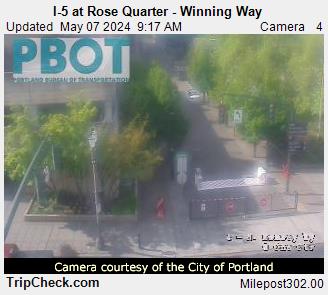 I-5 at Rose Quarter - Winning Way
Updated May 07 2024 9:17 AM Camera 4
PBOT
PORTLAND BUREAU OF TRANSPORTATION
Camera courtesy of the City of Portland
TripCheck.com Milepost302.00